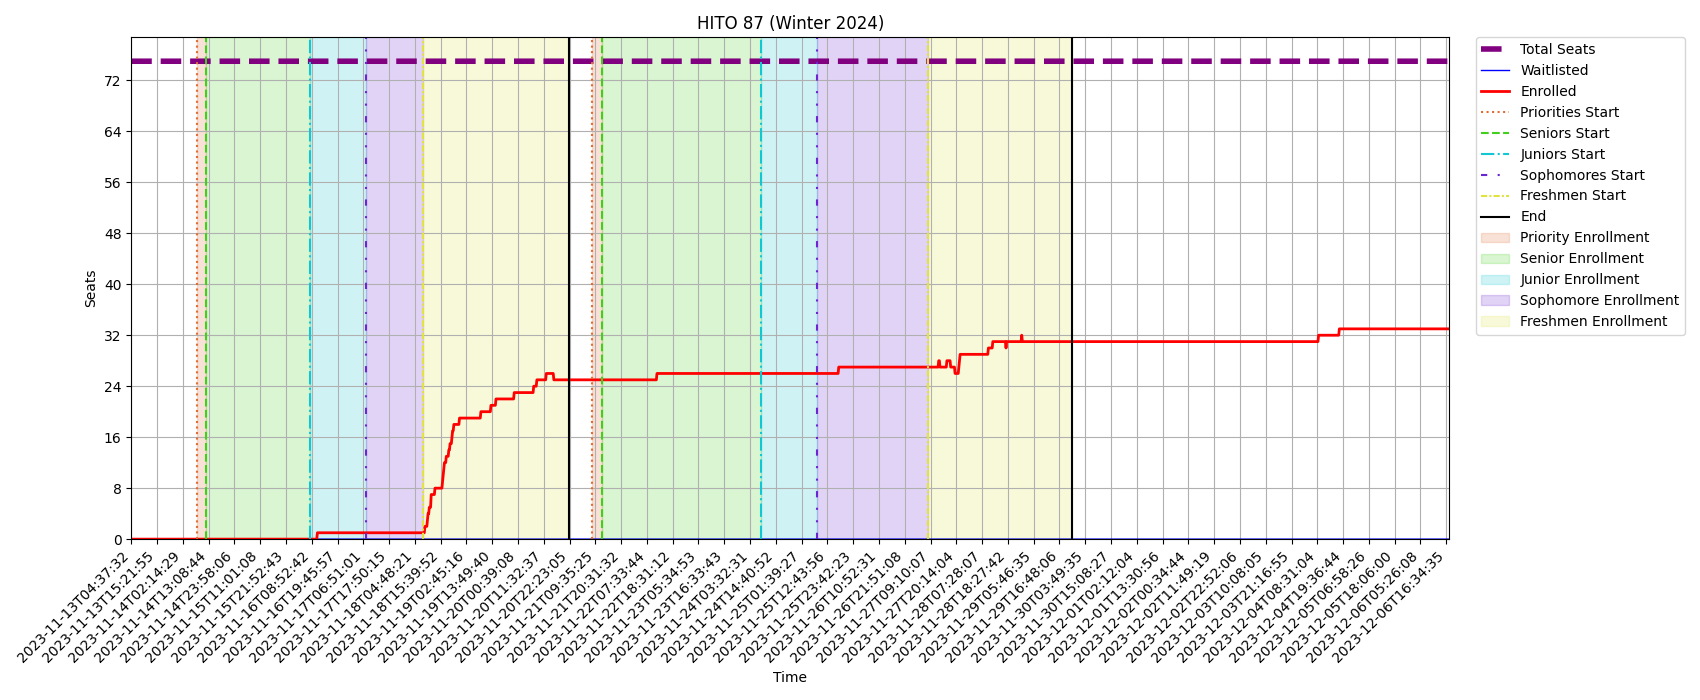 HITO 87 (Winter 2024)
Seats
72
64
56
48
40
32
24
16
8
0
2023-11-13T04:37:32
2023-11-13T15:21:55
2023-11-14T02:14:29
2023-11-14T13:08:44
2023-11-14T23:58:06
2023-11-15T11:01:08
2023-11-15T21:52:43
2023-11-16T08:52:42
2023-11-16T19:45:57
2023-11-17T06:51:01
2023-11-17T17:50:15
2023-11-18T04:48:21
2023-11-18T15:39:52
2023-11-19T02:45:16
2023-11-19T13:49:40
2023-11-20T00:39:08
2023-11-20T11:32:37
2023-11-20T22:23:05
2023-11-21T09:35:25
2023-11-21T20:31:32
2023-11-22T07:33:44
2023-11-22T18:31:12
2023-11-23T05:34:53
2023-11-23T16:33:43
2023-11-24T03:32:31
2023-11-24T14:40:52
2023-11-25T01:39:27
2023-11-25T12:43:56
2023-11-25T23:42:23
2023-11-26T10:52:31
2023-11-26T21:51:08
2023-11-27T09:10:07
2023-11-27T20:14:04
2023-11-28T07:28:07
2023-11-28T18:27:42
2023-11-29T05:46:35
2023-11-29T16:48:06
2023-11-30T03:49:35
2023-11-30T15:08:27
2023-12-01T02:12:04
2023-12-01T13:30:56
2023-12-02T00:34:44
2023-12-02T11:49:19
2023-12-02T22:52:06
2023-12-03T10:08:05
2023-12-03T21:16:55
2023-12-04T08:31:04
2023-12-04T19:36:44
2023-12-05T06:58:26
2023-12-05T18:06:00
2023-12-06T05:26:08
2023-12-06T16:34:35
Time
Total Seats
Waitlisted
Enrolled
Priorities Start
Seniors Start
Juniors Start
Sophomores Start
Freshmen Start
End
Priority Enrollment
Senior Enrollment
Junior Enrollment
Sophomore Enrollment
Freshmen Enrollment